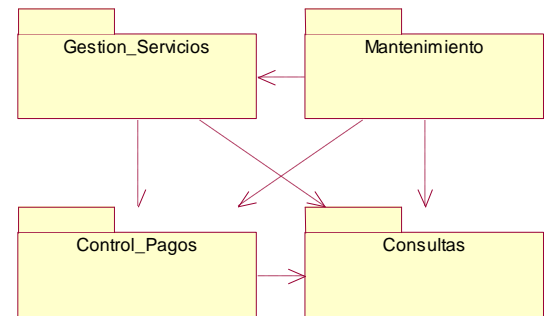 Gestion_Servicios
Mantenimiento
Control_Pagos
Consultas